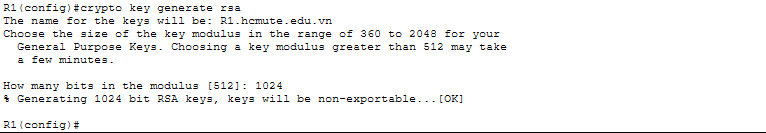 R1(config)#crypto key generate rsa
The name for the keys will be: R1.hcmute.edu.vn
Choose the size of the key modulus in the range of 360 to 2048 for your
General Purpose Keys. Choosing a key modulus greater than 512 may take
a few minutes.
How many bits in the modulus [512]: 1024
% Generating 1024 bit RSA keys, keys will be non-exportable...[OK]
R1(config)#